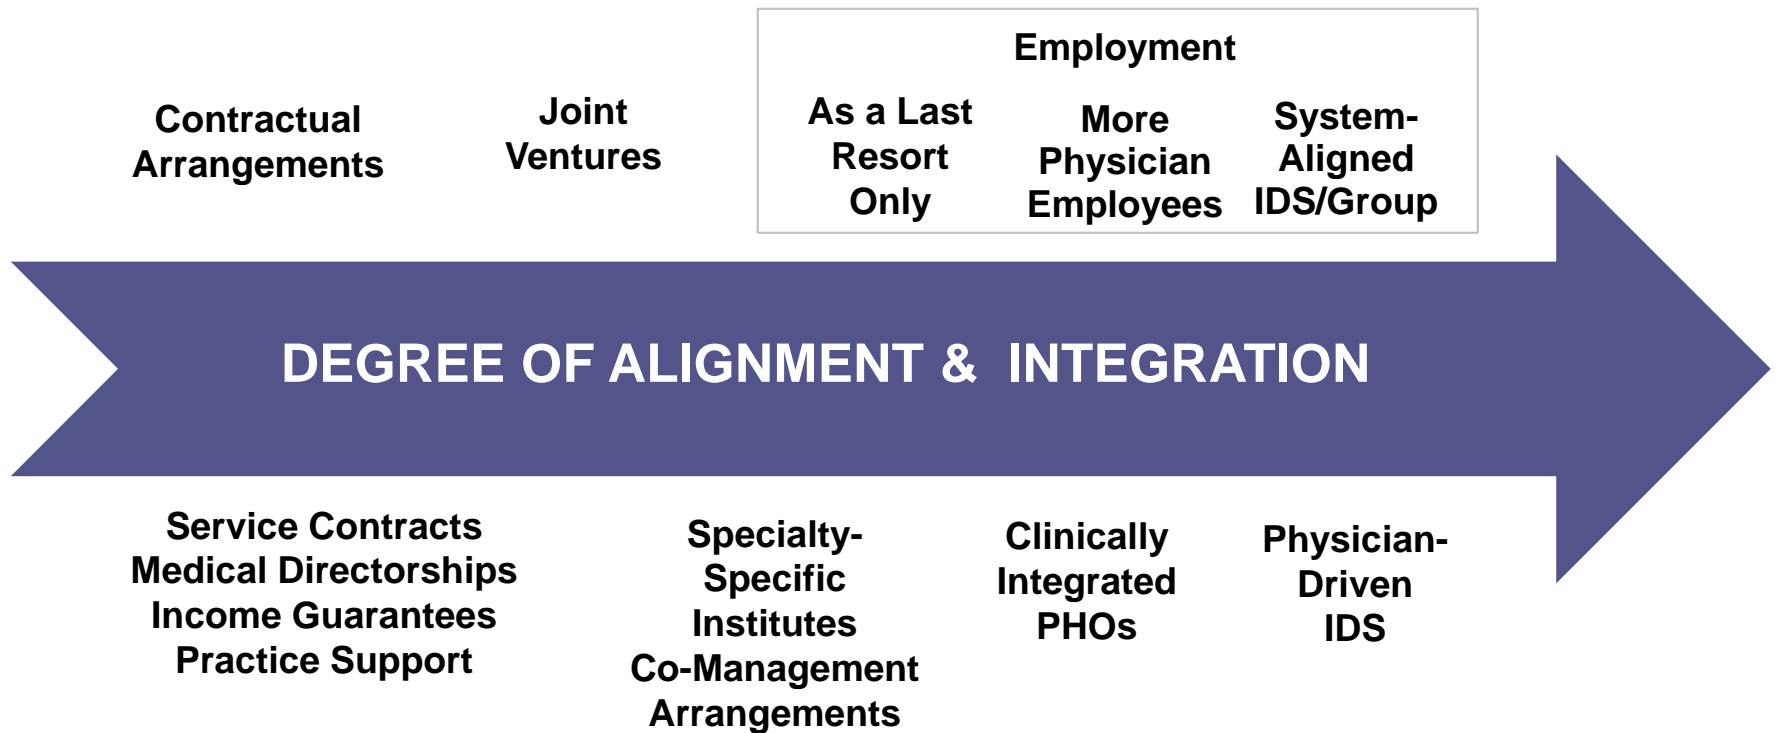 Contractual
Arrangements
Joint
Ventures
Employment
As a Last
Resort
Only
More
Physician
Employees
System-
Aligned
IDS/Group
DEGREE OF ALIGNMENT & INTEGRATION
Service Contracts
Medical Directorships
Income Guarantees
Practice Support
Specialty-
Specific
Institutes
Co-Management
Arrangements
Clinically
Integrated
PHOs
Physician-
Driven
IDS